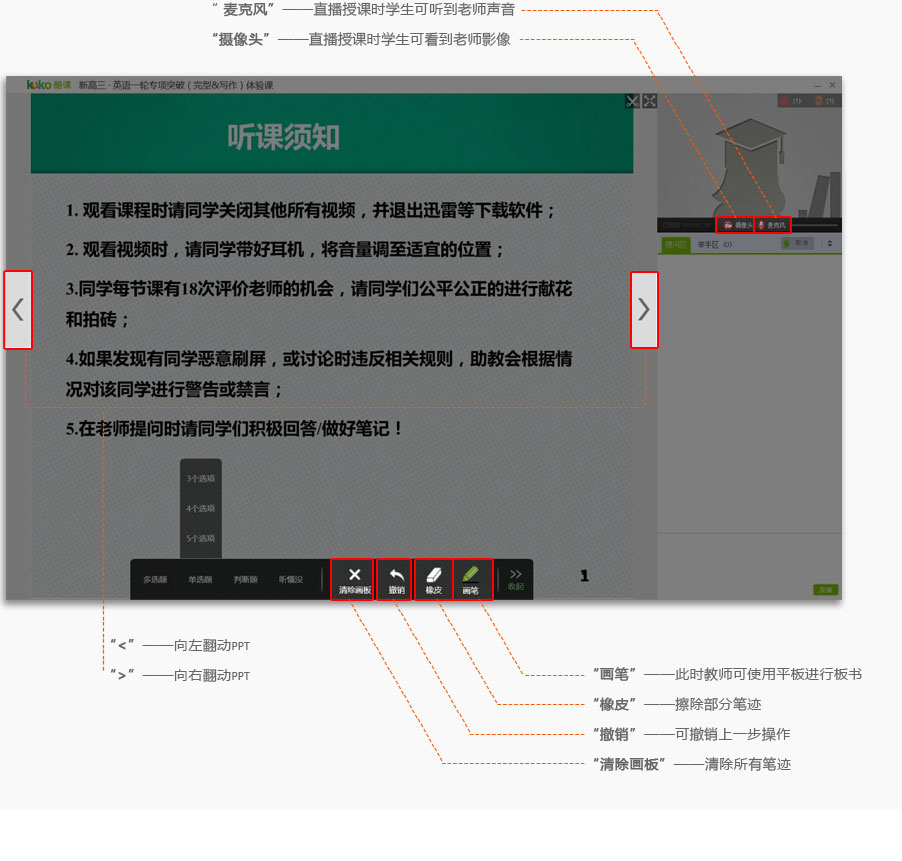 “麦克风” ——直播授课时学生可听到老师声音
“摄像头” ——直播授课时学生可看到老师影像
kuko 酷课 新高三·英语一轮专项突破（完型&写作）体验课
(1) (1)
听课须知
1. 观看课程时请同学关闭其他所有视频，并退出迅雷等下载软件；
2. 观看视频时，请同学带好耳机，将音量调至适宜的位置；
3.同学每节课有18次评价老师的机会，请同学们公平公正的进行献花
和拍砖；
4.如果发现有同学恶意刷屏，或讨论时违反相关规则，助教会根据情
况对该同学进行警告或禁言；
5.在老师提问时请同学们积极回答/做好笔记！
摄像头 麦克风
提问区 举手区 (0) 取消
3个选项
4个选项
5个选项
多选题 单选题 判断题 听懂没 清除画板 撤销 橡皮 画笔 收起
1
发送
“<” ——向左翻动PPT
“>” ——向右翻动PPT
“画笔” ——此时教师可使用平板进行板书
“橡皮” ——擦除部分笔迹
“撤销” ——可撤销上一步操作
“清除画板” ——清除所有笔迹